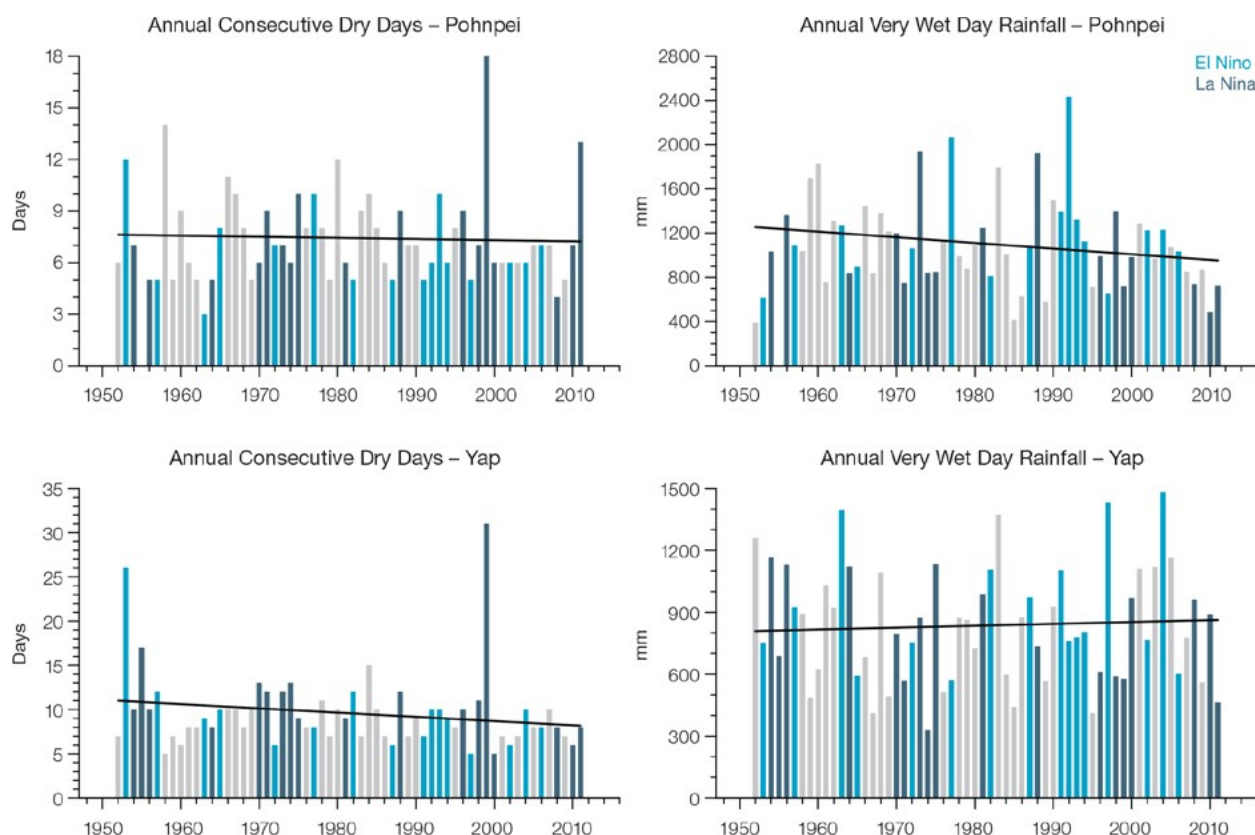 Annual Consecutive Dry Days – Pohnpei
Days
18
15
12
9
6
3
0
1950 1960 1970 1980 1990 2000 2010
Annual Very Wet Day Rainfall – Pohnpei
El Nino
La Nina
mm
2800
2400
2000
1600
1200
800
400
0
1950 1960 1970 1980 1990 2000 2010
Annual Consecutive Dry Days – Yap
Days
35
30
25
20
15
10
5
0
1950 1960 1970 1980 1990 2000 2010
Annual Very Wet Day Rainfall – Yap
mm
1500
1200
900
600
300
0
1950 1960 1970 1980 1990 2000 2010